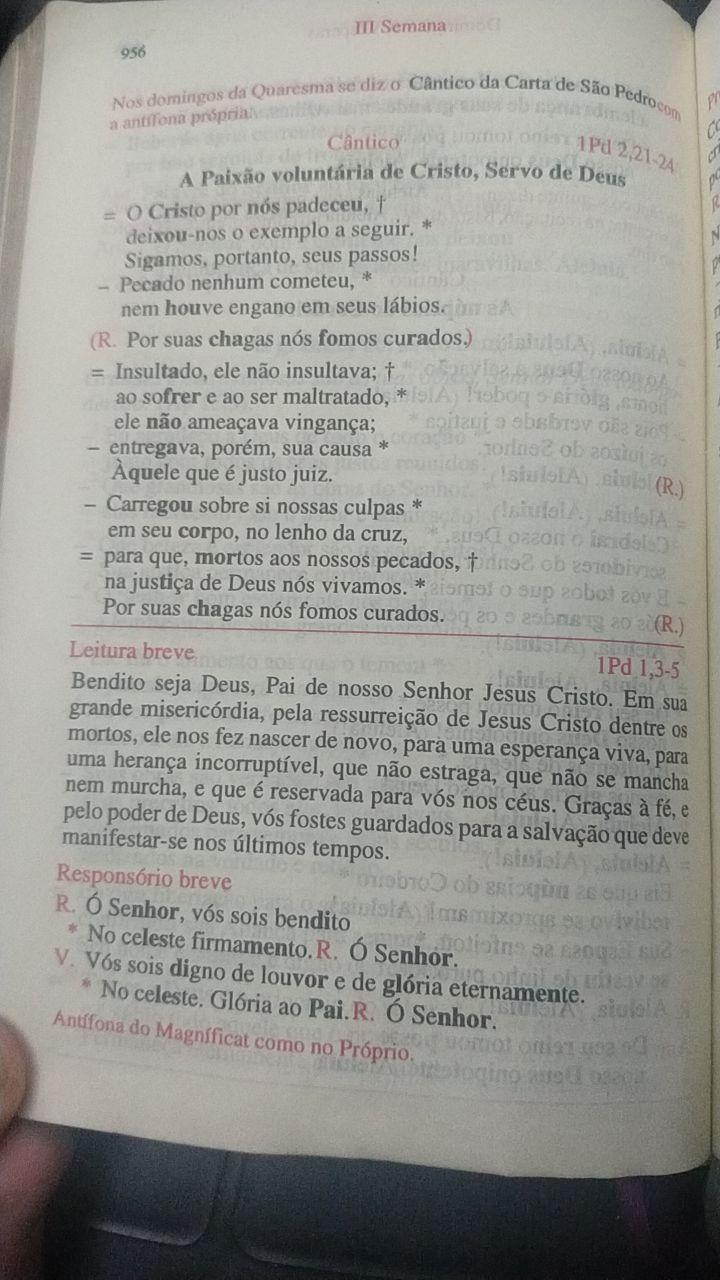 III Semana
956
Nos domingos da Quaresma se diz o Cântico da Carta de São Pedro com
a antífona própria.
Cântico 1Pd 2,21-24
A Paixão voluntária de Cristo, Servo de Deus
= O Cristo por nós padeceu, †
deixou-nos o exemplo a seguir. *
Sigamos, portanto, seus passos!
– Pecado nenhum cometeu, *
nem houve engano em seus lábios.
(R. Por suas chagas nós fomos curados.)
= Insultado, ele não insultava; †
ao sofrer e ao ser maltratado, *
ele não ameaçava vingança;
– entregava, porém, sua causa *
Àquele que é justo juiz. (R.)
– Carregou sobre si nossas culpas *
em seu corpo, no lenho da cruz,
= para que, mortos aos nossos pecados, †
na justiça de Deus nós vivamos. *
Por suas chagas nós fomos curados. (R.)
Leitura breve 1Pd 1,3-5
Bendito seja Deus, Pai de nosso Senhor Jesus Cristo. Em sua
grande misericórdia, pela ressurreição de Jesus Cristo dentre os
mortos, ele nos fez nascer de novo, para uma esperança viva, para
uma herança incorruptível, que não estraga, que não se mancha
nem murcha, e que é reservada para vós nos céus. Graças à fé, e
pelo poder de Deus, vós fostes guardados para a salvação que deve
manifestar-se nos últimos tempos.
Responsório breve
R. Ó Senhor, vós sois bendito
* No celeste firmamento. R. Ó Senhor.
V. Vós sois digno de louvor e de glória eternamente.
* No celeste. Glória ao Pai. R. Ó Senhor.
Antífona do Magníficat como no Próprio.